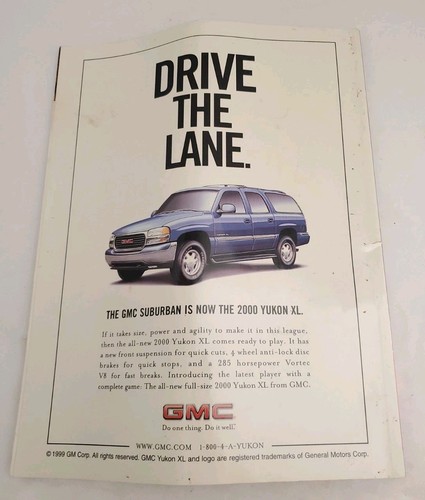 DRIVE
THE
LANE.
THE GMC SUBURBAN IS NOW THE 2000 YUKON XL.
If it takes size, power and agility to make it in this league,
then the all-new 2000 Yukon XL comes ready to play. It has
a new front suspension for quick cuts, 4 wheel anti-lock disc
brakes for quick stops, and a 285 horsepower Vortec
V8 for fast breaks. Introducing the latest player with a
complete game: The all-new full-size 2000 Yukon XL from GMC.
GMC
Do one thing. Do it well.
WWW.GMC.COM 1-800-4-A-YUKON
© 1999 GM Corp. All rights reserved. GMC Yukon XL and logo are registered trademarks of General Motors Corp.